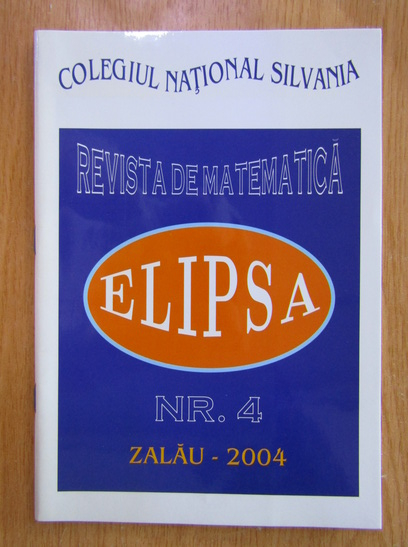 COLEGIUL NAŢIONAL SILVANIA
REVISTA DE MATEMATICĂ
ELIPSA
NR. 4
ZALĂU - 2004